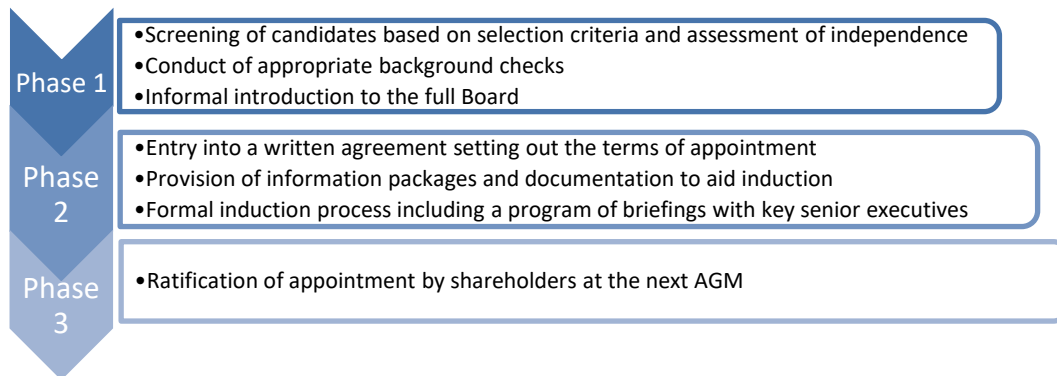 Phase 1
•Screening of candidates based on selection criteria and assessment of independence
•Conduct of appropriate background checks
•Informal introduction to the full Board
Phase
2
•Entry into a written agreement setting out the terms of appointment
•Provision of information packages and documentation to aid induction
•Formal induction process including a program of briefings with key senior executives
Phase
3
•Ratification of appointment by shareholders at the next AGM